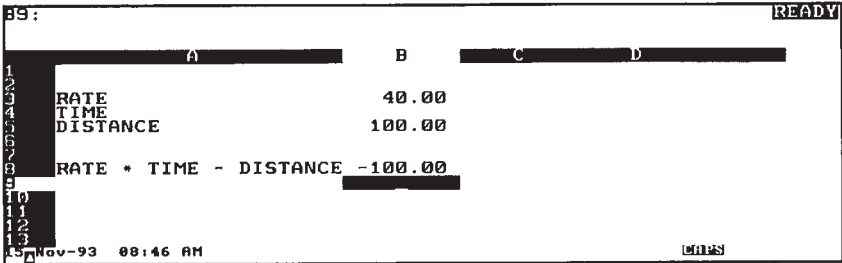 B9: READY
A B C D
1
2
3 RATE 40.00
4 TIME
5 DISTANCE 100.00
6
7
8 RATE * TIME - DISTANCE -100.00
9
10
11
12
13
15-Nov-93 08:46 AM CAPS